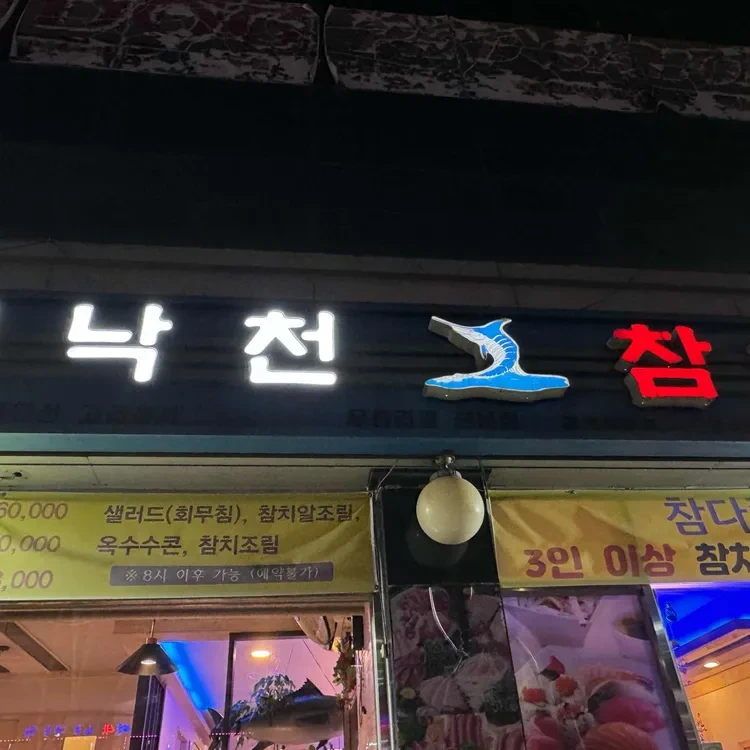 낙천 참
60,000 샐러드(회무침), 참치알조림,
0,000 옥수수콘, 참치조림
,000
※ 8시 이후 가능 (예약불가)
참다
3인 이상 참치